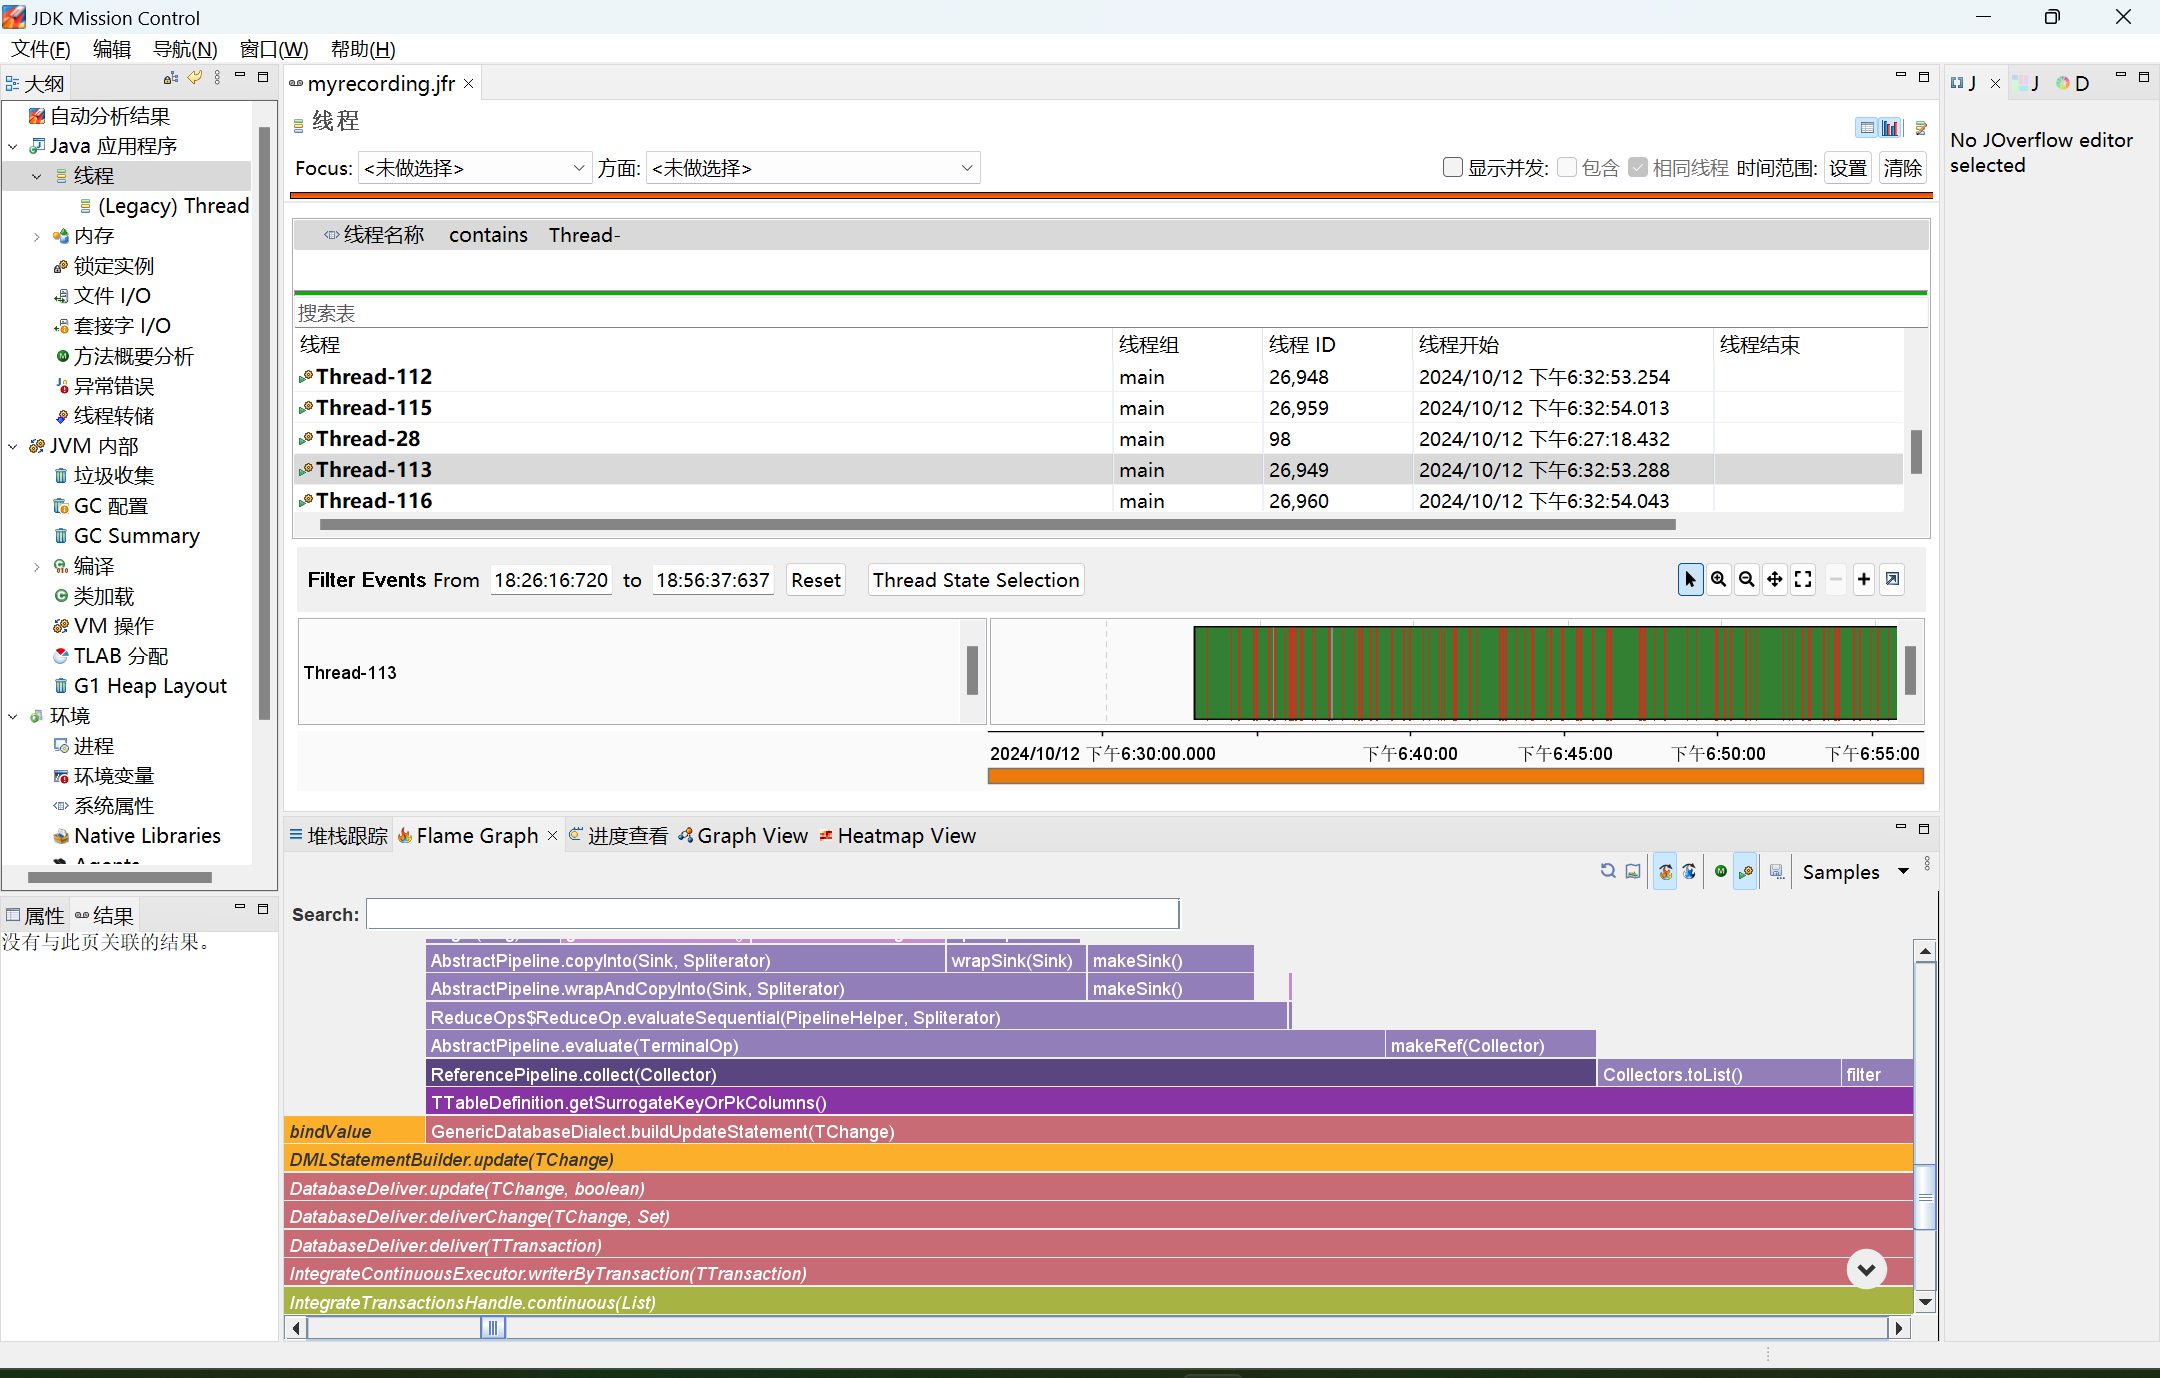 JDK Mission Control
文件(F) 编辑 导航(N) 窗口(W) 帮助(H)
大纲
自动分析结果
Java 应用程序
线程
(Legacy) Thread
内存
锁定实例
文件 I/O
套接字 I/O
方法概要分析
异常错误
线程转储
JVM 内部
垃圾收集
GC 配置
GC Summary
编译
类加载
VM 操作
TLAB 分配
G1 Heap Layout
环境
进程
环境变量
系统属性
Native Libraries
属性 结果
没有与此页关联的结果。
myrecording.jfr
线程
Focus: <未做选择> 方面: <未做选择> 显示并发: 包含 相同线程 时间范围: 设置 清除
线程名称 contains Thread-
搜索表
线程 线程组 线程 ID 线程开始 线程结束
Thread-112 main 26,948 2024/10/12 下午6:32:53.254
Thread-115 main 26,959 2024/10/12 下午6:32:54.013
Thread-28 main 98 2024/10/12 下午6:27:18.432
Thread-113 main 26,949 2024/10/12 下午6:32:53.288
Thread-116 main 26,960 2024/10/12 下午6:32:54.043
Filter Events From 18:26:16:720 to 18:56:37:637 Reset Thread State Selection
Thread-113
2024/10/12 下午6:30:00.000 下午6:40:00 下午6:45:00 下午6:50:00 下午6:55:00
堆栈跟踪 Flame Graph 进度查看 Graph View Heatmap View
Samples
Search:
AbstractPipeline.copyInto(Sink, Spliterator) wrapSink(Sink) makeSink()
AbstractPipeline.wrapAndCopyInto(Sink, Spliterator) makeSink()
ReduceOps$ReduceOp.evaluateSequential(PipelineHelper, Spliterator)
AbstractPipeline.evaluate(TerminalOp) makeRef(Collector)
ReferencePipeline.collect(Collector) Collectors.toList() filter
TTableDefinition.getSurrogateKeyOrPkColumns()
bindValue GenericDatabaseDialect.buildUpdateStatement(TChange)
DMLStatementBuilder.update(TChange)
DatabaseDeliver.update(TChange, boolean)
DatabaseDeliver.deliverChange(TChange, Set)
DatabaseDeliver.deliver(TTransaction)
IntegrateContinuousExecutor.writerByTransaction(TTransaction)
IntegrateTransactionsHandle.continuous(List)
J J D
No JOverflow editor
selected